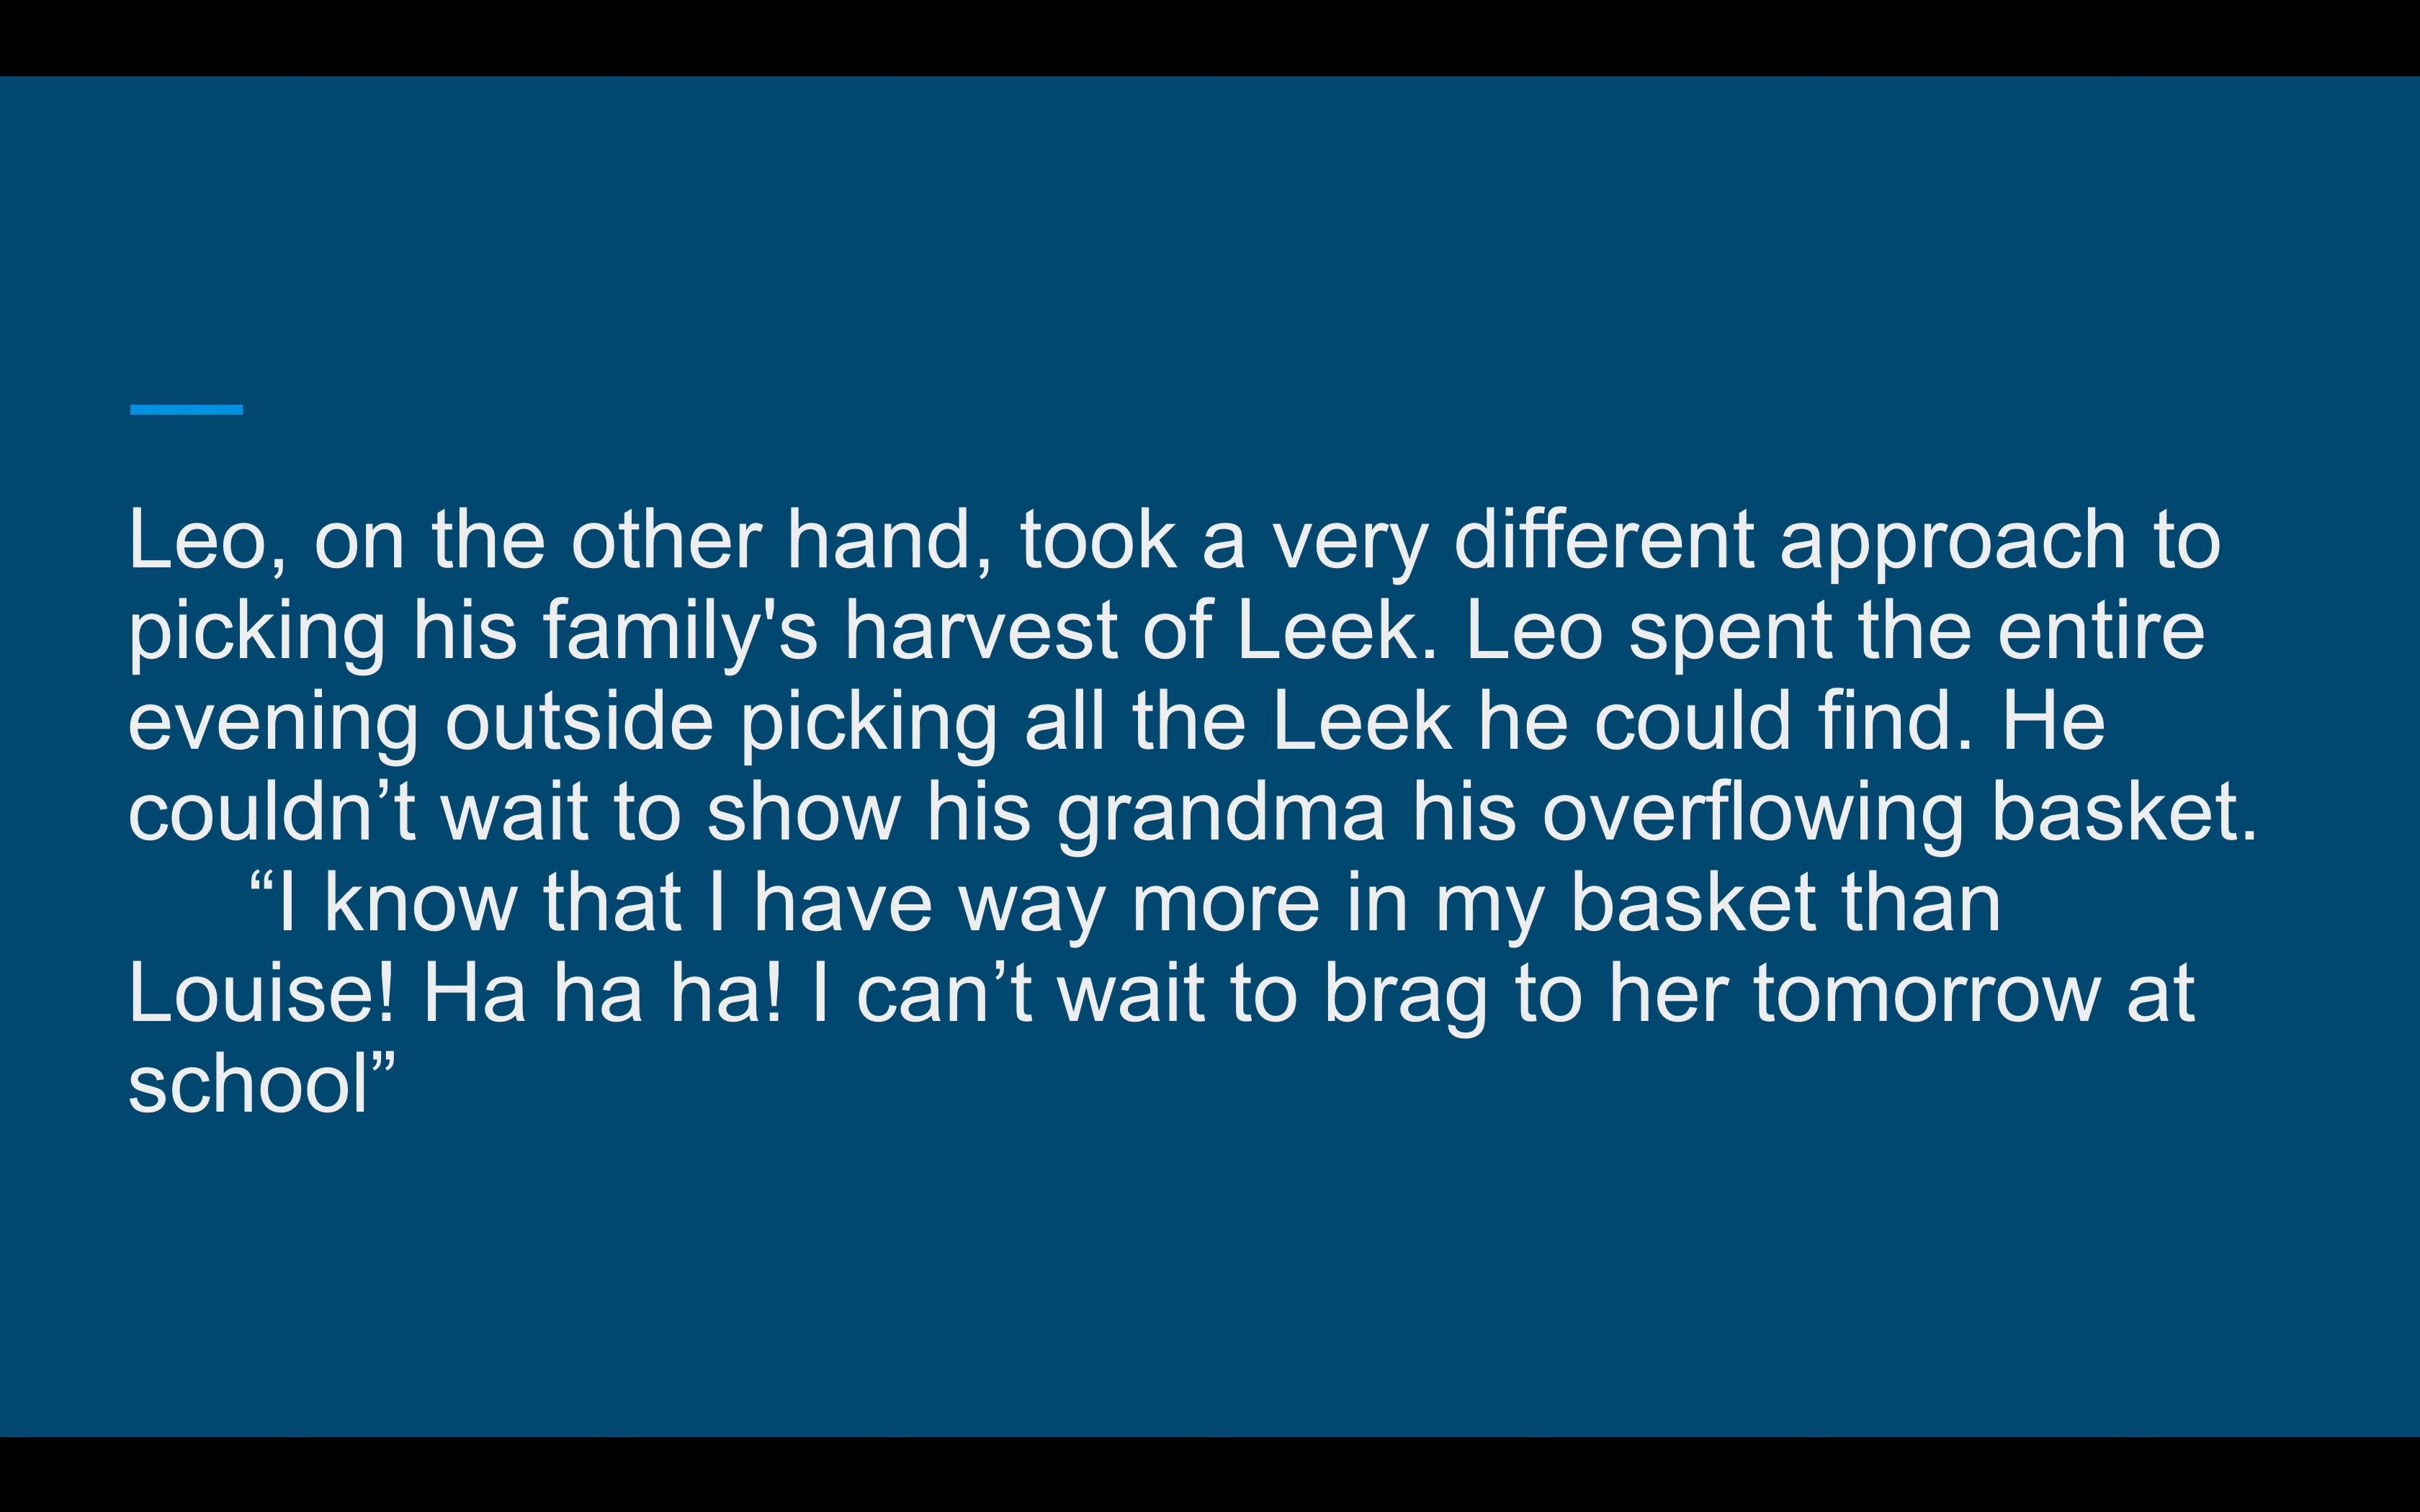 Leo, on the other hand, took a very different approach to
picking his family's harvest of Leek. Leo spent the entire
evening outside picking all the Leek he could find. He
couldn’t wait to show his grandma his overflowing basket.
“I know that I have way more in my basket than
Louise! Ha ha ha! I can’t wait to brag to her tomorrow at
school”